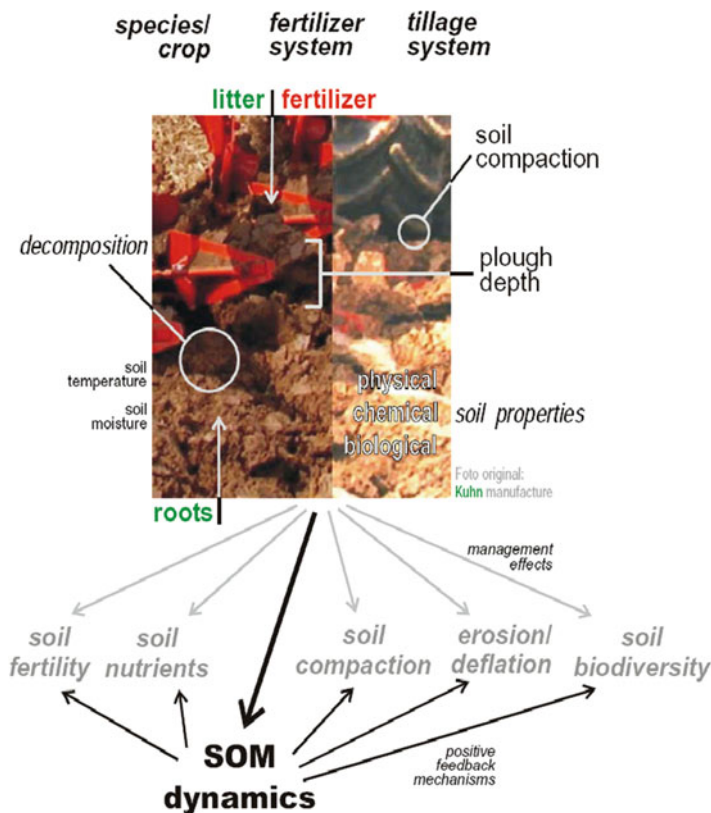 species/ crop
fertilizer system
tillage system
litter fertilizer
soil compaction
decomposition
plough depth
soil temperature
soil moisture
physical
chemical
biological
soil properties
Foto original:
Kuhn manufacture
roots
management effects
soil fertility
soil nutrients
soil compaction
erosion/ deflation
soil biodiversity
SOM
dynamics
positive feedback mechanisms